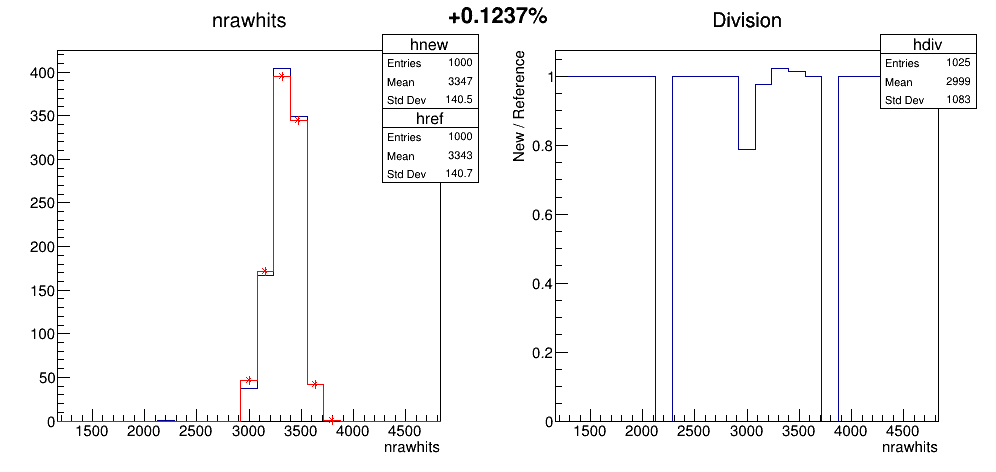 +0.1237%
nrawhits
hnew
Entries 1000
Mean 3347
Std Dev 140.5
href
Entries 1000
Mean 3343
Std Dev 140.7
400
350
300
250
200
150
100
50
0
1500 2000 2500 3000 3500 4000 4500
nrawhits
Division
hdiv
Entries 1025
Mean 2999
Std Dev 1083
New / Reference
1
0.8
0.6
0.4
0.2
0
1500 2000 2500 3000 3500 4000 4500
nrawhits